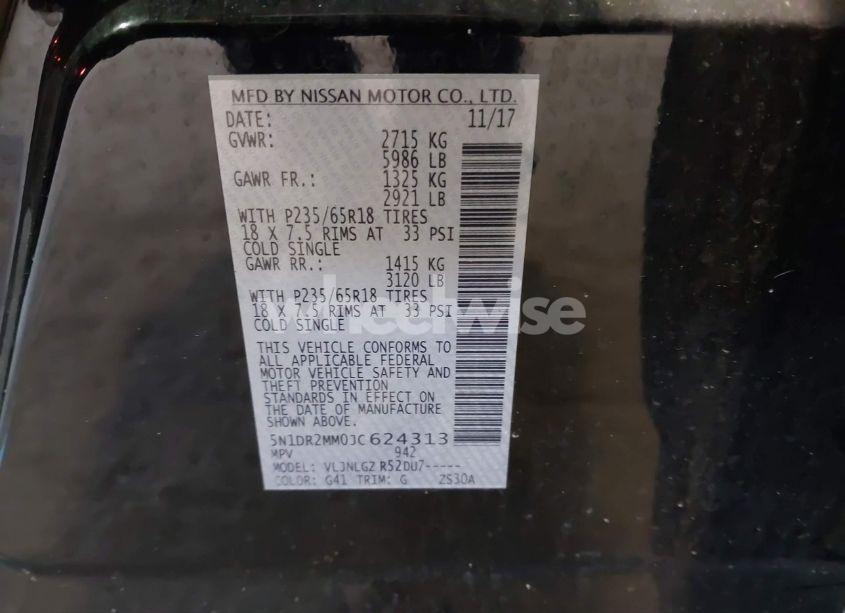 MFD BY NISSAN MOTOR CO., LTD.
DATE: 11/17
GVWR: 2715 KG
5986 LB
GAWR FR.: 1325 KG
2921 LB
WITH P235/65R18 TIRES
18 X 7.5 RIMS AT 33 PSI
COLD SINGLE
GAWR RR.: 1415 KG
3120 LB
WITH P235/65R18 TIRES
18 X 7.5 RIMS AT 33 PSI
COLD SINGLE
wheelwise
THIS VEHICLE CONFORMS TO
ALL APPLICABLE FEDERAL
MOTOR VEHICLE SAFETY AND
THEFT PREVENTION
STANDARDS IN EFFECT ON
THE DATE OF MANUFACTURE
SHOWN ABOVE.
5N1DR2MM0JC624313
MPV 942
MODEL: VLJNLG2 R52DU7-----
COLOR: G41 TRIM: G ZS30A